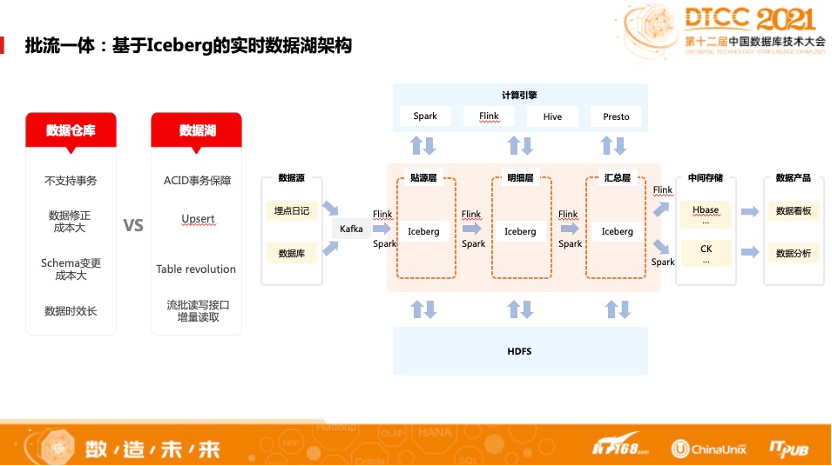 批流一体：基于Iceberg的实时数据湖架构
DTCC 2021
第十二届中国数据库技术大会
DATABASE TECHNOLOGY CONFERENCE CHINA 2021
数据仓库
不支持事务
数据修正
成本大
Schema变更
成本大
数据时效长
VS
数据湖
ACID事务保障
Upsert
Table revolution
流批读写接口
增量读取
计算引擎
Spark
Flink
Hive
Presto
数据源
埋点日记
数据库
Kafka
Flink
Spark
贴源层
Iceberg
Flink
Spark
明细层
Iceberg
Flink
Spark
汇总层
Iceberg
Flink
Spark
中间存储
Hbase
...
CK
...
数据产品
数据看板
数据分析
HDFS
数/造/未/来
Hadoop
OLAP
HANA
Oracle
SQL
ChinaUnix
ITPUB